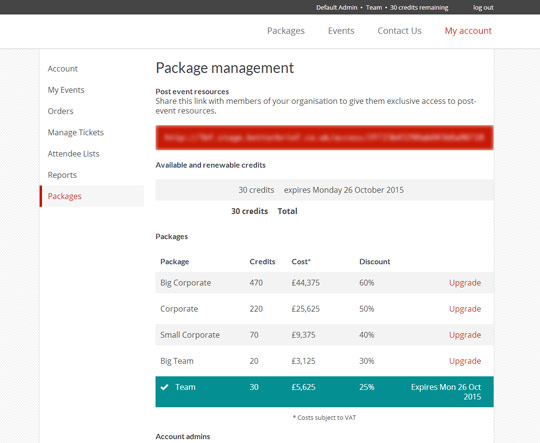 Default Admin • Team • 30 credits remaining log out
Packages Events Contact Us My account
Account
My Events
Orders
Manage Tickets
Attendee Lists
Reports
Packages
Package management
Post event resources
Share this link with members of your organisation to give them exclusive access to post-
event resources.
Available and renewable credits
30 credits expires Monday 26 October 2015
30 credits Total
Packages
Package Credits Cost* Discount
Big Corporate 470 £44,375 60% Upgrade
Corporate 220 £25,625 50% Upgrade
Small Corporate 70 £9,375 40% Upgrade
Big Team 20 £3,125 30% Upgrade
Team 30 £5,625 25% Expires Mon 26 Oct
2015
* Costs subject to VAT
Account admins